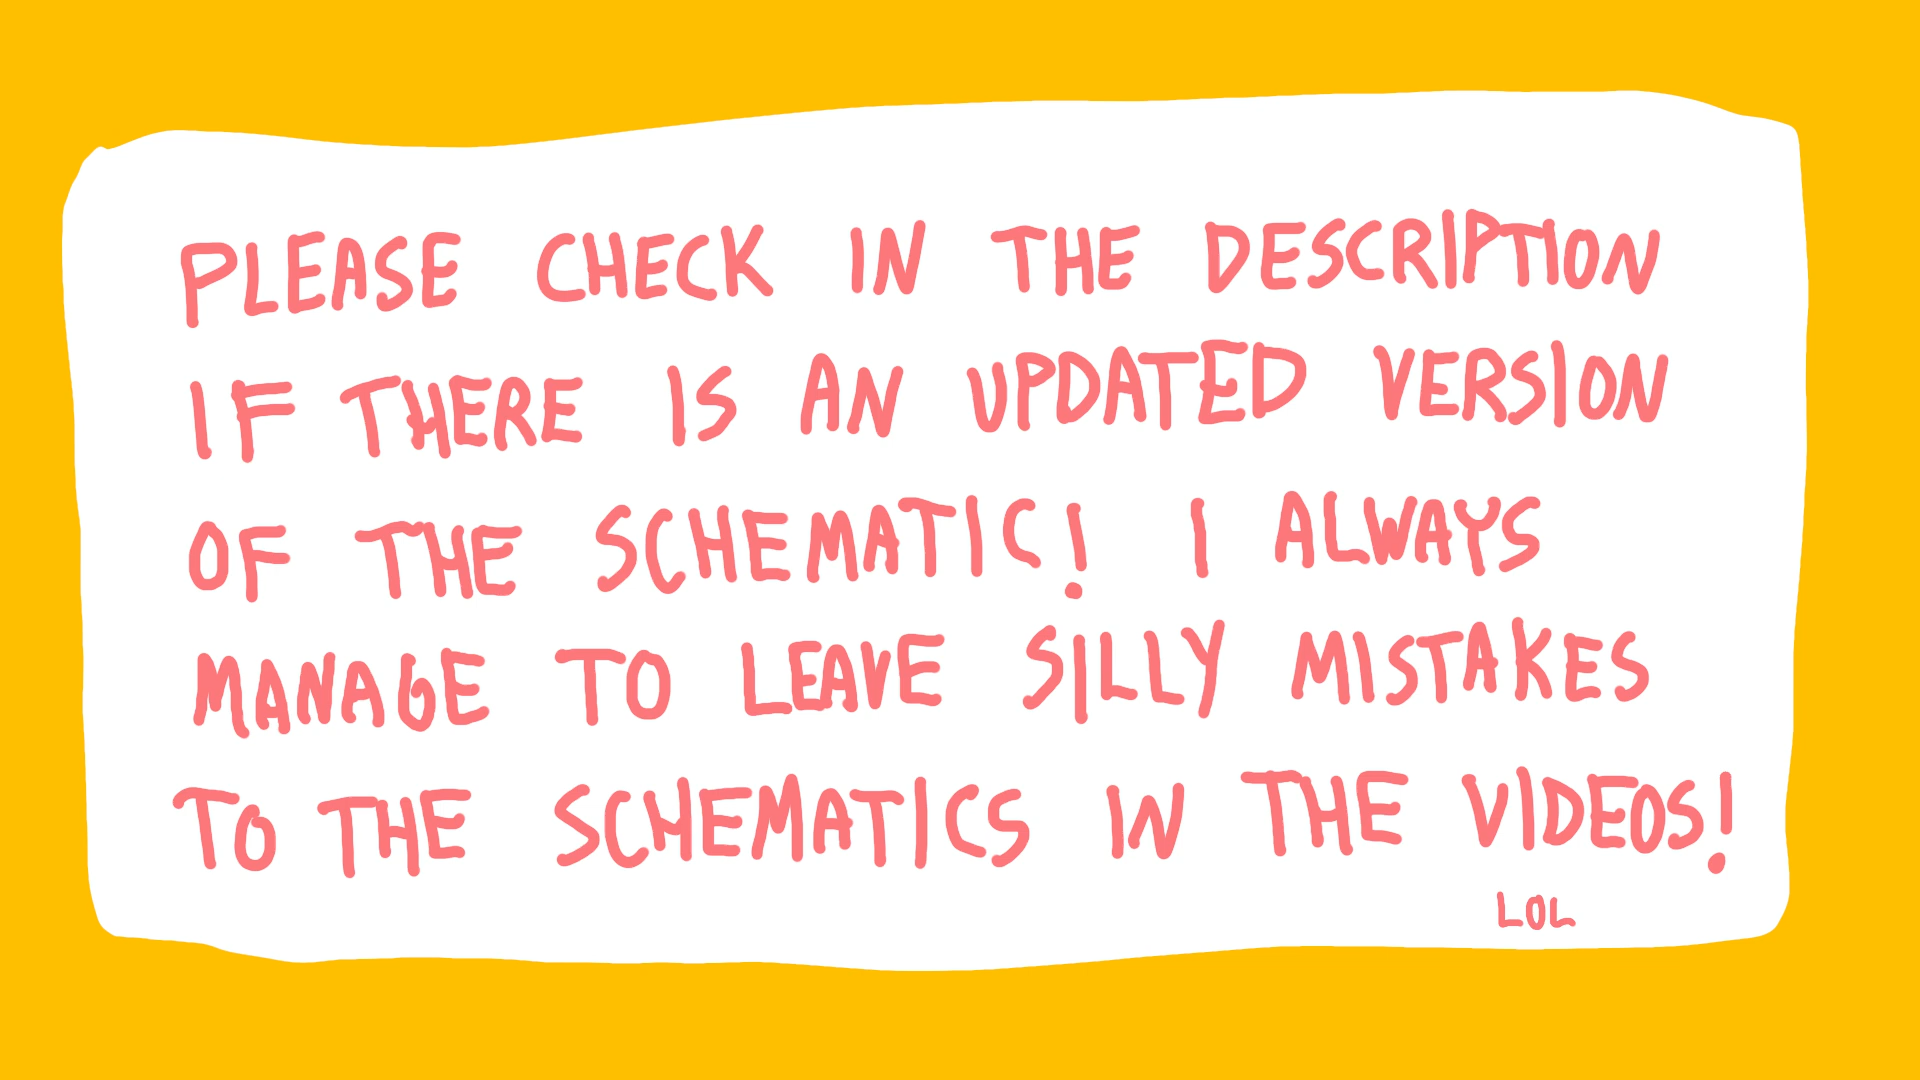 PLEASE CHECK IN THE DESCRIPTION
IF THERE IS AN UPDATED VERSION
OF THE SCHEMATIC! I ALWAYS
MANAGE TO LEAVE SILLY MISTAKES
TO THE SCHEMATICS IN THE VIDEOS!
LOL